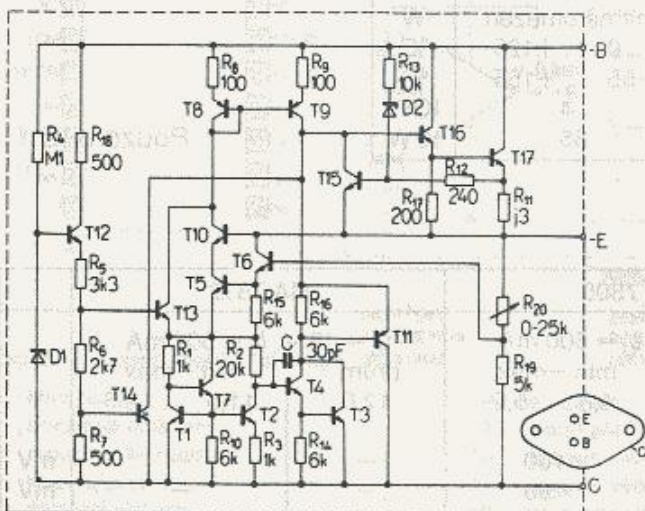 -B
R8
100
R9
100
R13
10k
D2
T8
T9
T16
T17
R4
M1
R18
500
R12
240
T15
R17
200
R11
j3
T12
T10
T6
-E
R5
3k3
T5
T13
R15
6k
R16
6k
T11
R20
0-25k
D1
R6
2k7
R1
1k
R2
20k
C
30pF
R19
5k
T14
T7
T4
T1
T2
T3
R7
500
R10
6k
R3
1k
R14
6k
E
B
C
C